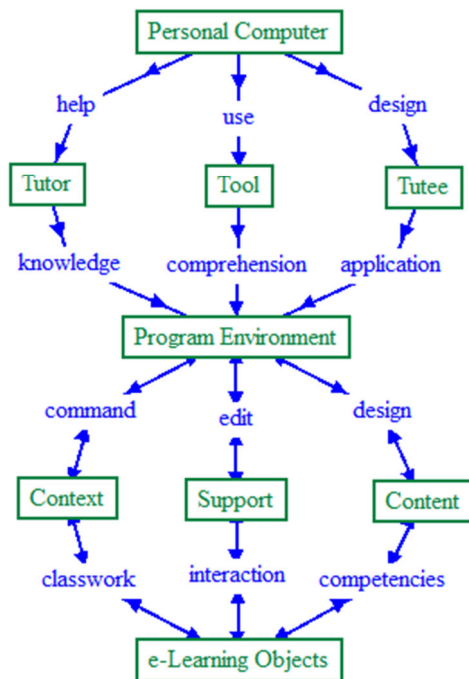 Personal Computer
help
use
design
Tutor
Tool
Tutee
knowledge
comprehension
application
Program Environment
command
edit
design
Context
Support
Content
classwork
interaction
competencies
e-Learning Objects